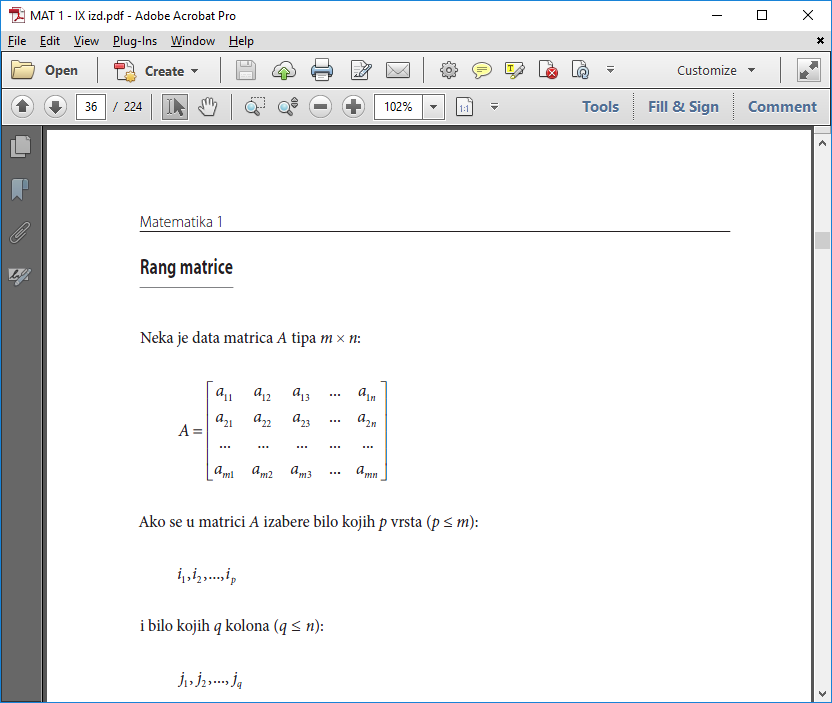 MAT 1 - IX izd.pdf - Adobe Acrobat Pro
File Edit View Plug-Ins Window Help
Open Create Customize
36 / 224 102% 1:1 Tools Fill & Sign Comment
Matematika 1
Rang matrice
Neka je data matrica A tipa m × n:
a₁₁ a₁₂ a₁₃ ... a₁ₙ
a₂₁ a₂₂ a₂₃ ... a₂ₙ
A =
... ... ... ... ...
aₘ₁ aₘ₂ aₘ₃ ... aₘₙ
Ako se u matrici A izabere bilo kojih p vrsta (p ≤ m):
i₁, i₂, ..., iₚ
i bilo kojih q kolona (q ≤ n):
j₁, j₂, ..., j_q